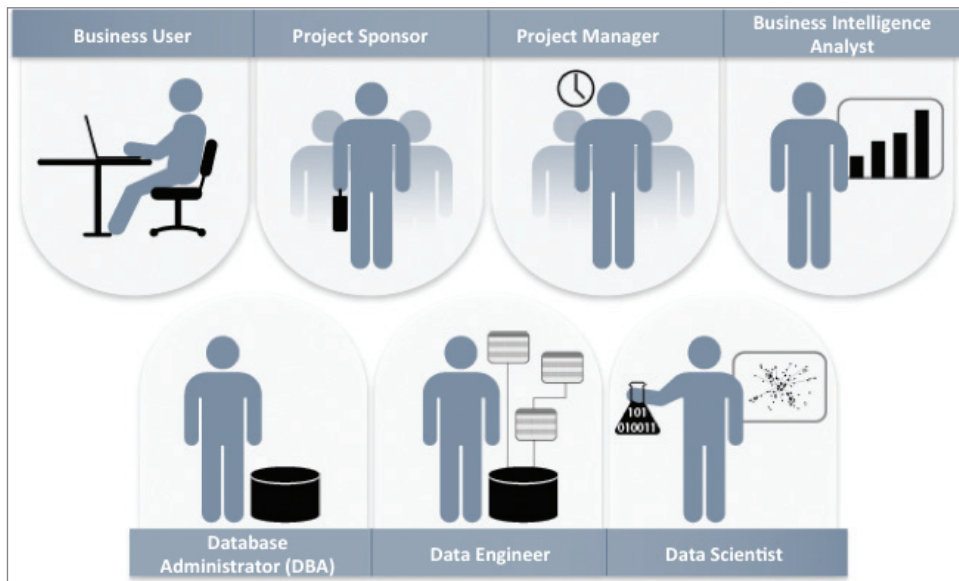 Business User
Project Sponsor
Project Manager
Business Intelligence
Analyst
101
010011
Database
Administrator (DBA)
Data Engineer
Data Scientist